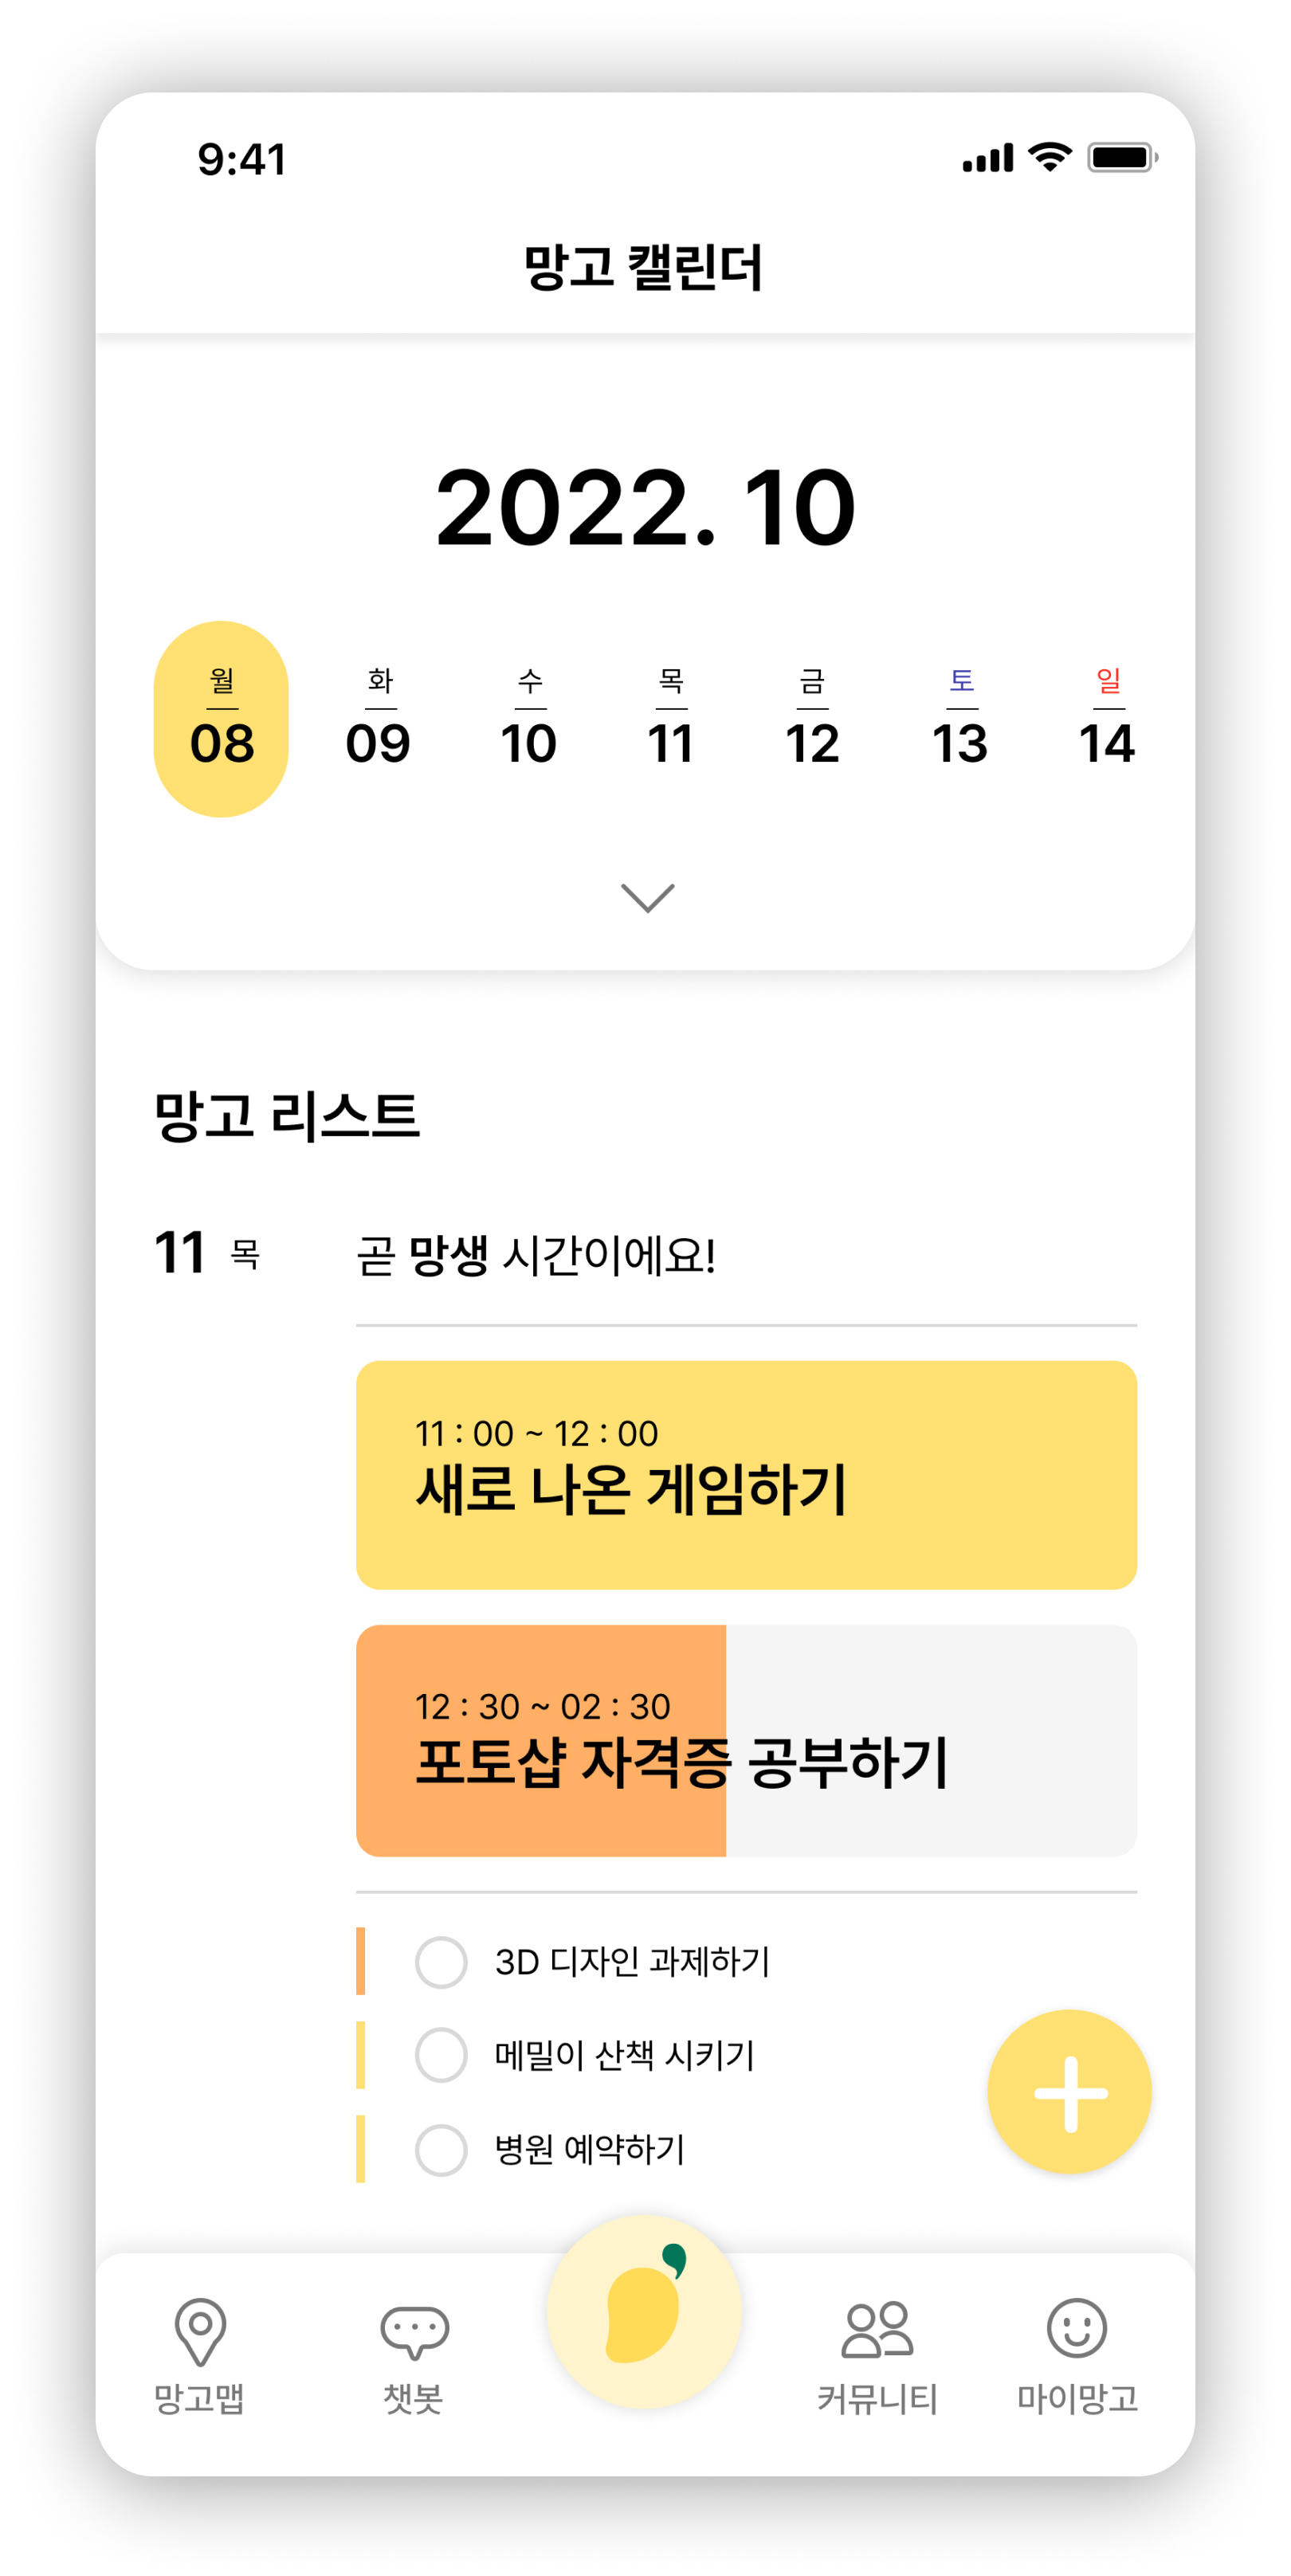 9:41
망고 캘린더
2022. 10
월 화 수 목 금 토 일
08 09 10 11 12 13 14
망고 리스트
11 목 곧 망생 시간이에요!
11 : 00 ~ 12 : 00
새로 나온 게임하기
12 : 30 ~ 02 : 30
포토샵 자격증 공부하기
3D 디자인 과제하기
메밀이 산책 시키기
병원 예약하기
망고맵 챗봇 커뮤니티 마이망고